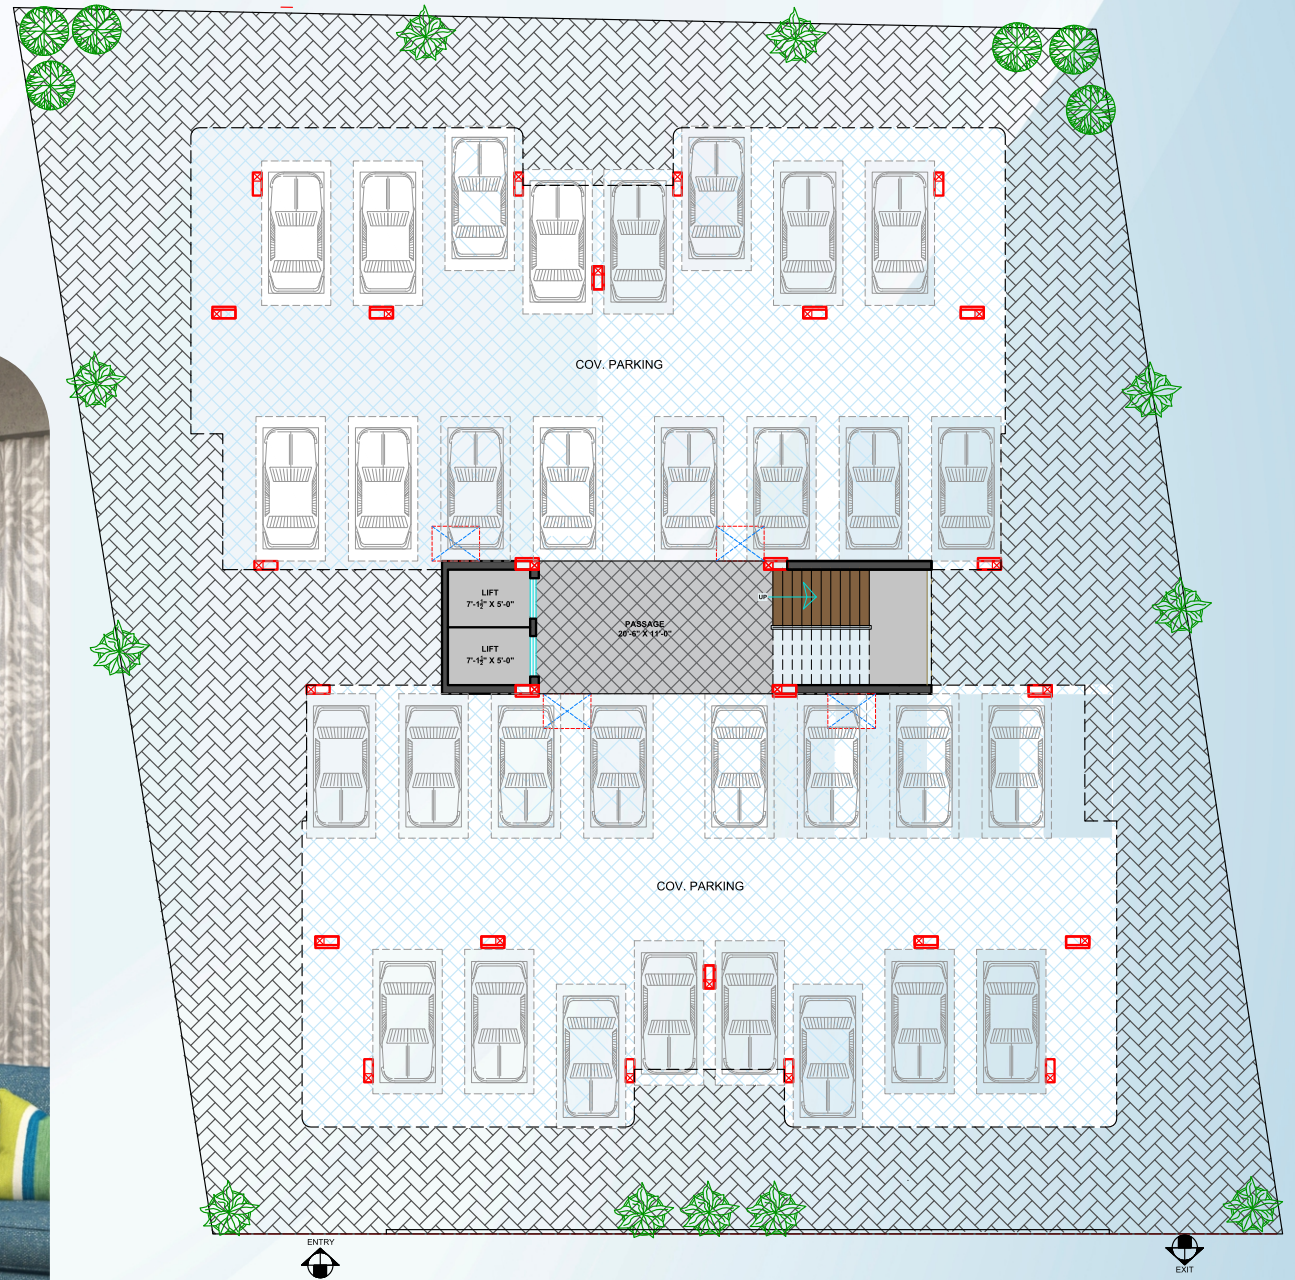 COV. PARKING
LIFT
7'-1½" X 5'-0"
UP
PASSAGE
20'-6" X 11'-0"
LIFT
7'-1½" X 5'-0"
COV. PARKING
ENTRY
EXIT